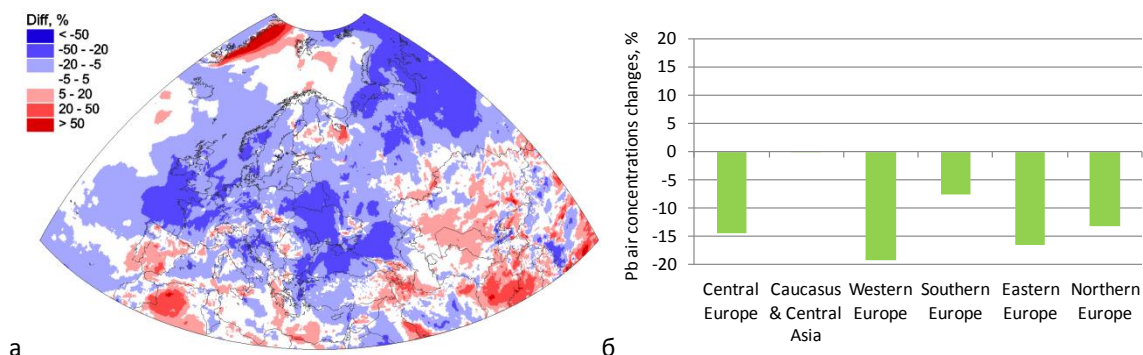 Diff, %
< -50
-50 - -20
-20 - -5
-5 - 5
5 - 20
20 - 50
> 50
а
Pb air concentrations changes, %
20
15
10
5
0
-5
-10
-15
-20
Central
Europe
Caucasus
& Central
Asia
Western
Europe
Southern
Europe
Eastern
Europe
Northern
Europe
б